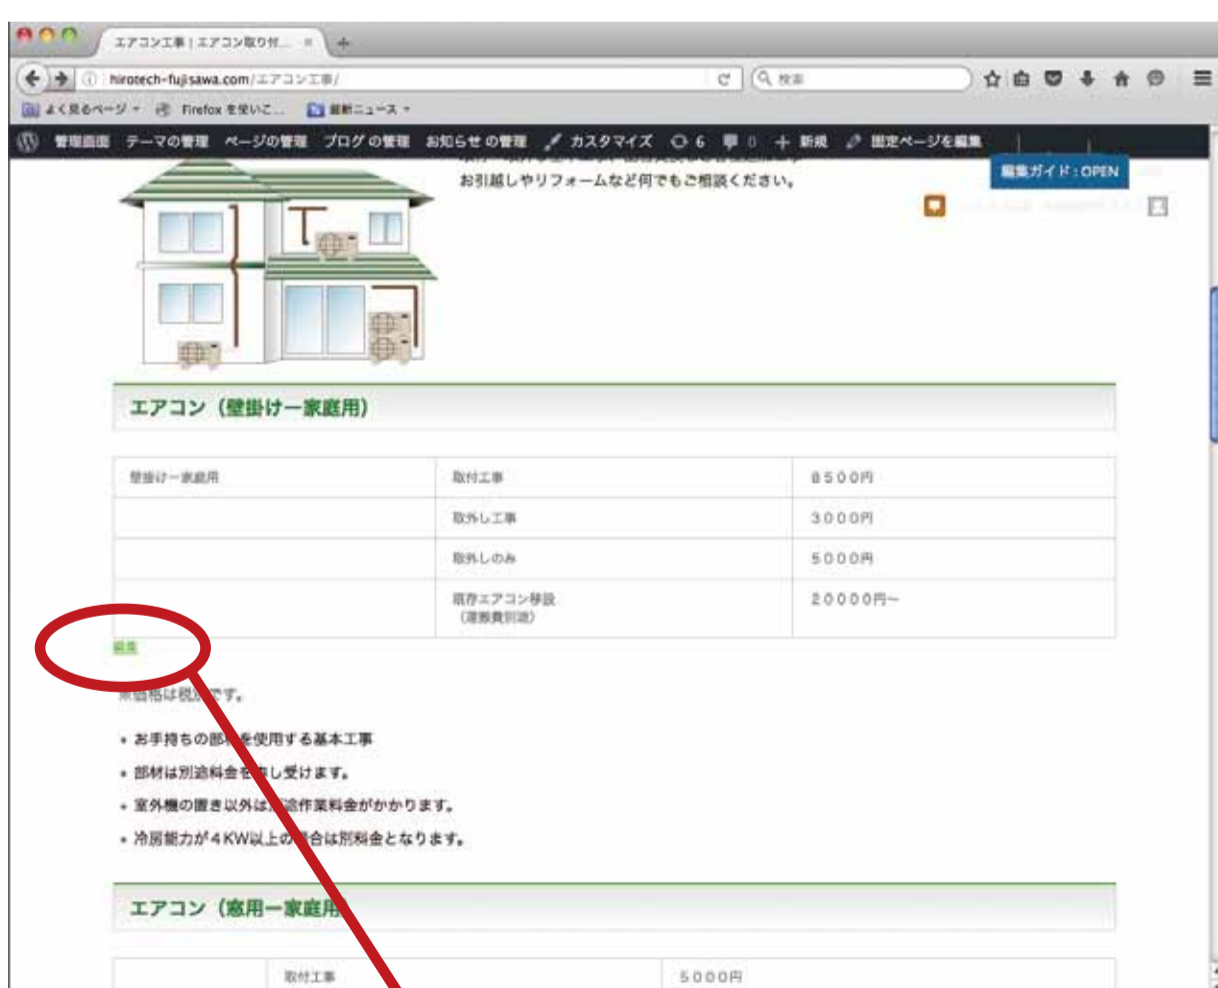 エアコン工事 | エアコン取り付... × +
hirotech-fujisawa.com/エアコン工事/ 検索
よく見るページ Firefox を使いこ... 最新ニュース
管理画面 テーマの管理 ページの管理 ブログの管理 お知らせの管理 カスタマイズ 6 0 + 新規 固定ページを編集
編集ガイド : OPEN
お引越しやリフォームなど何でもご相談ください。
エアコン（壁掛けー家庭用）
壁掛けー家庭用 取付工事 8500円
取外し工事 3000円
取外しのみ 5000円
既存エアコン移設 20000円〜
（運搬費別途）
編集
※価格は税別です。
• お手持ちの部材を使用する基本工事
• 部材は別途料金を申し受けます。
• 室外機の置き以外は別途作業料金がかかります。
• 冷房能力が4KW以上の場合は別料金となります。
エアコン（窓用ー家庭用）
取付工事 5000円